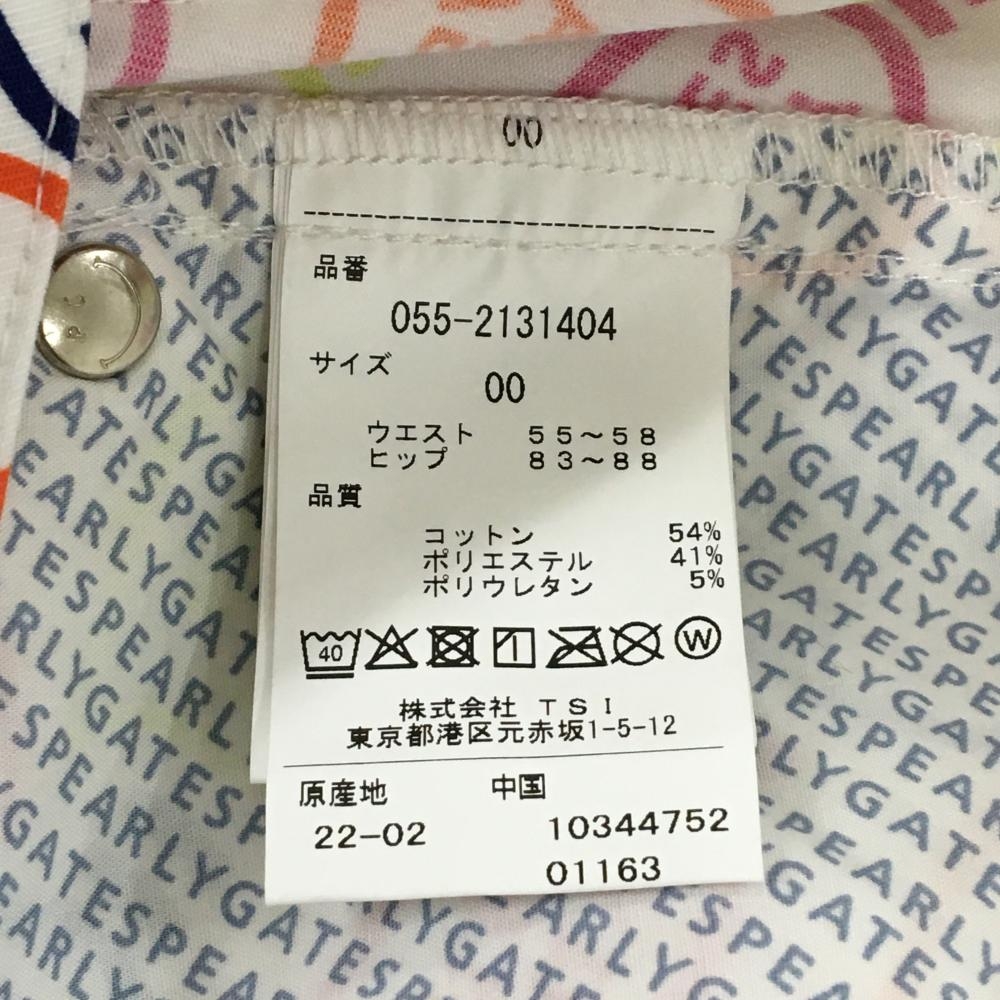 00
品番
055-2131404
サイズ
00
ウエスト 55～58
ヒップ 83～88
品質
コットン 54%
ポリエステル 41%
ポリウレタン 5%
40
W
株式会社 TSI
東京都港区元赤坂1-5-12
原産地 中国
22-02 10344752
01163
PEARLYGATES